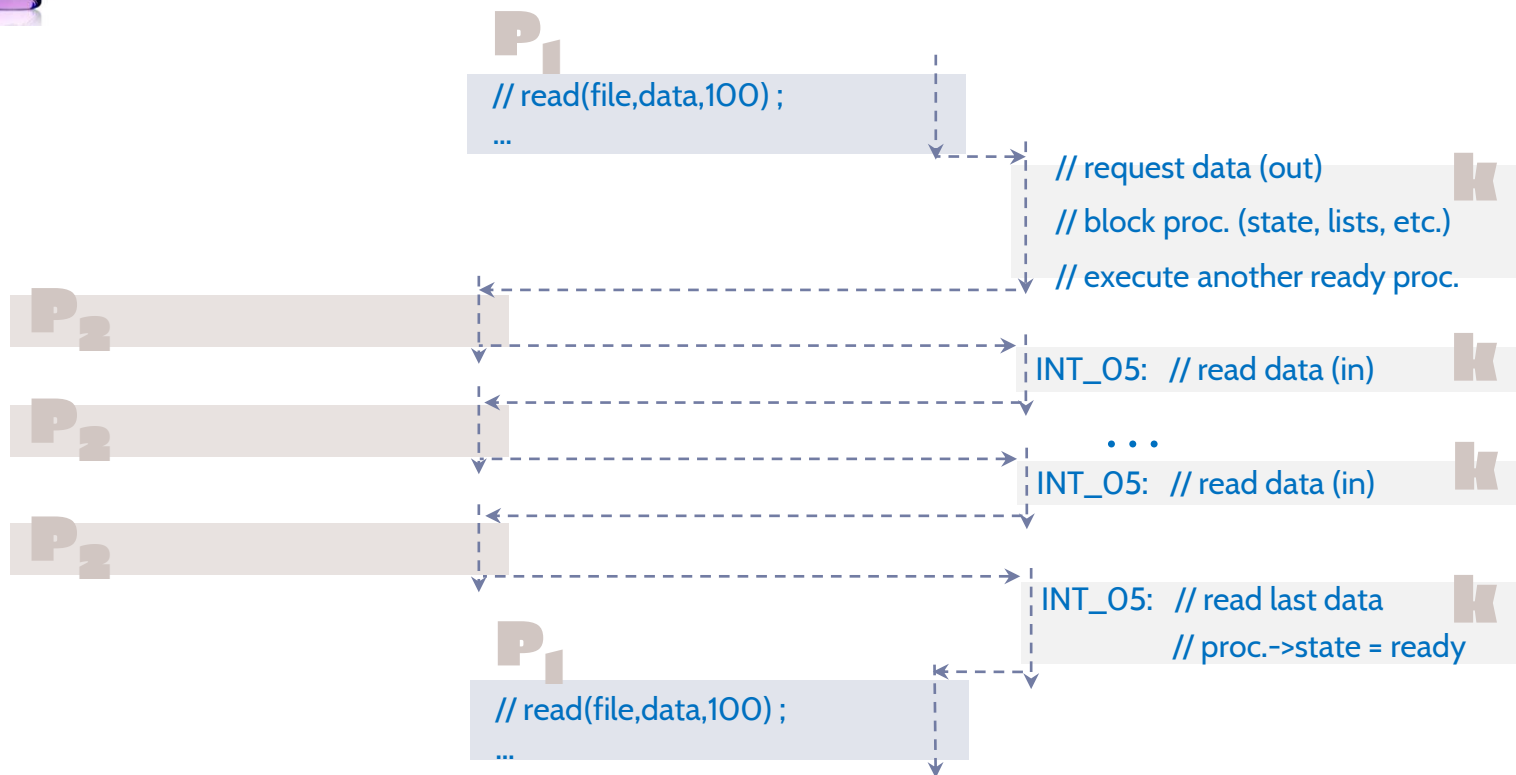 P1
// read(file,data,100) ;
...
// request data (out)
k
// block proc. (state, lists, etc.)
// execute another ready proc.
P2
INT_05: // read data (in)
k
P2
. . .
INT_05: // read data (in)
k
P2
INT_05: // read last data
k
// proc.->state = ready
P1
// read(file,data,100) ;
...